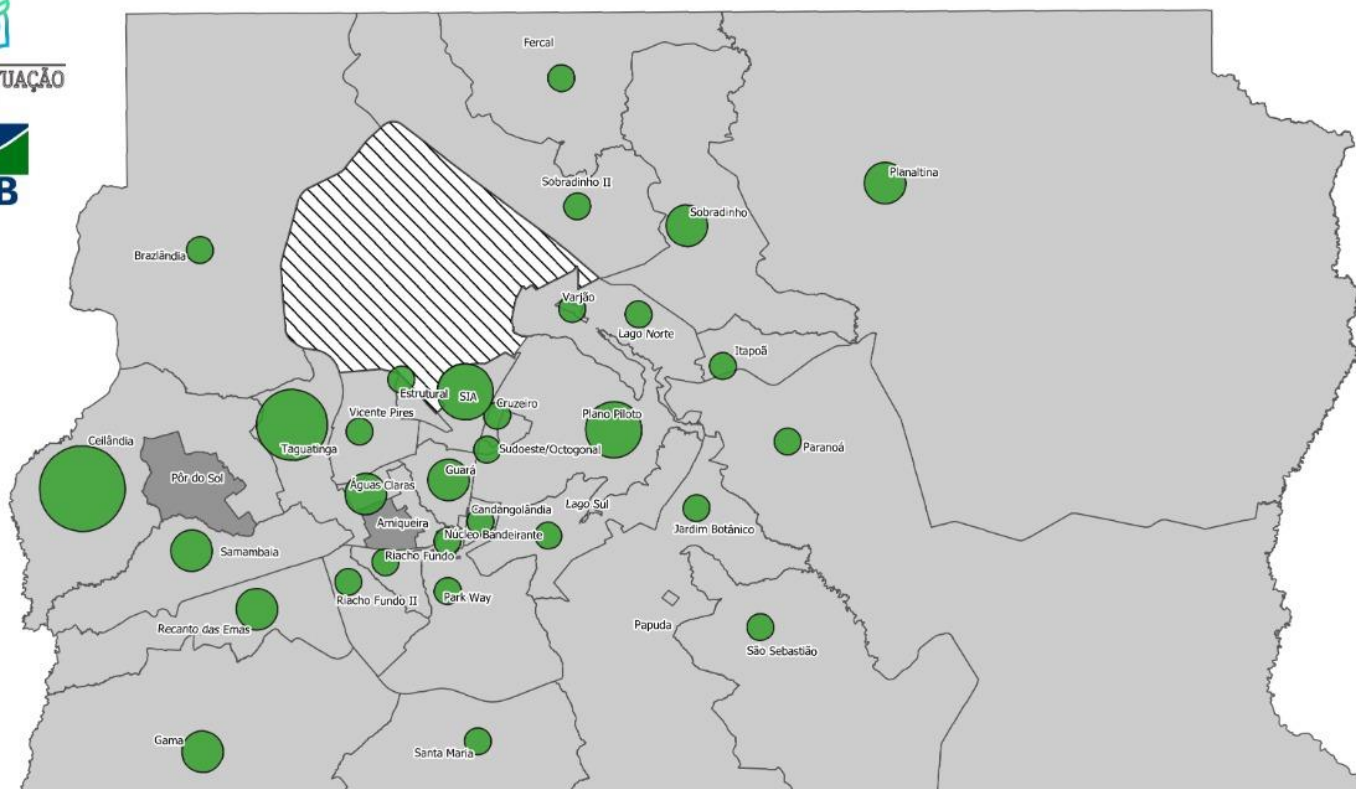 Fercal
TUAÇÃO
B
Planaltina
Sobradinho II
Sobradinho
Brazlândia
Varjão
Lago Norte
Itapoã
Estrutural
SIA
Cruzeiro
Vicente Pires
Plano Piloto
Ceilândia
Taguatinga
Sudoeste/Octogonal
Paranoá
Guará
Pôr do Sol
Águas Claras
Lago Sul
Candangolândia
Arniqueira
Jardim Botânico
Núcleo Bandeirante
Samambaia
Riacho Fundo
Riacho Fundo II
Park Way
Papuda
Recanto das Emas
São Sebastião
Gama
Santa Maria